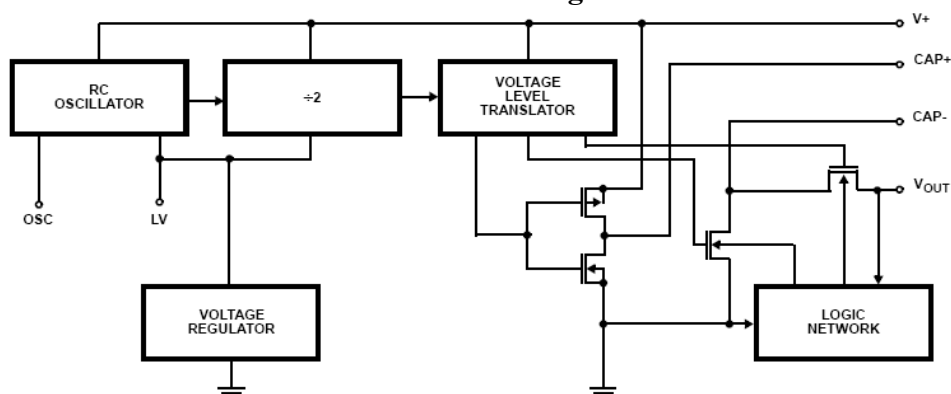 V+
CAP+
RC
OSCILLATOR
÷2
VOLTAGE
LEVEL
TRANSLATOR
CAP-
VOUT
OSC
LV
VOLTAGE
REGULATOR
LOGIC
NETWORK